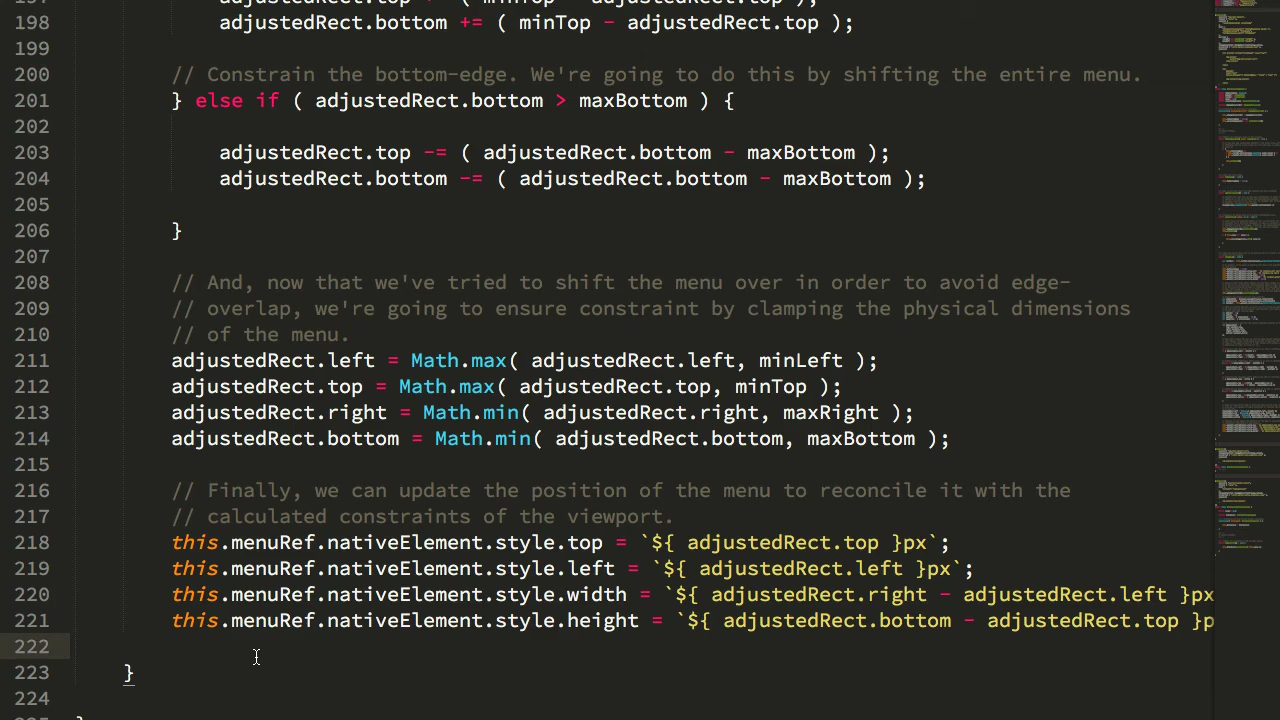 198 adjustedRect.bottom += ( minTop - adjustedRect.top );
199
200 // Constrain the bottom-edge. We're going to do this by shifting the entire menu.
201 } else if ( adjustedRect.bottom > maxBottom ) {
202
203 adjustedRect.top -= ( adjustedRect.bottom - maxBottom );
204 adjustedRect.bottom -= ( adjustedRect.bottom - maxBottom );
205
206 }
207
208 // And, now that we've tried to shift the menu over in order to avoid edge-
209 // overlap, we're going to ensure constraint by clamping the physical dimensions
210 // of the menu.
211 adjustedRect.left = Math.max( adjustedRect.left, minLeft );
212 adjustedRect.top = Math.max( adjustedRect.top, minTop );
213 adjustedRect.right = Math.min( adjustedRect.right, maxRight );
214 adjustedRect.bottom = Math.min( adjustedRect.bottom, maxBottom );
215
216 // Finally, we can update the position of the menu to reconcile it with the
217 // calculated constraints of the viewport.
218 this.menuRef.nativeElement.style.top = `${ adjustedRect.top }px`;
219 this.menuRef.nativeElement.style.left = `${ adjustedRect.left }px`;
220 this.menuRef.nativeElement.style.width = `${ adjustedRect.right - adjustedRect.left }px
221 this.menuRef.nativeElement.style.height = `${ adjustedRect.bottom - adjustedRect.top }p
222
223 }
224